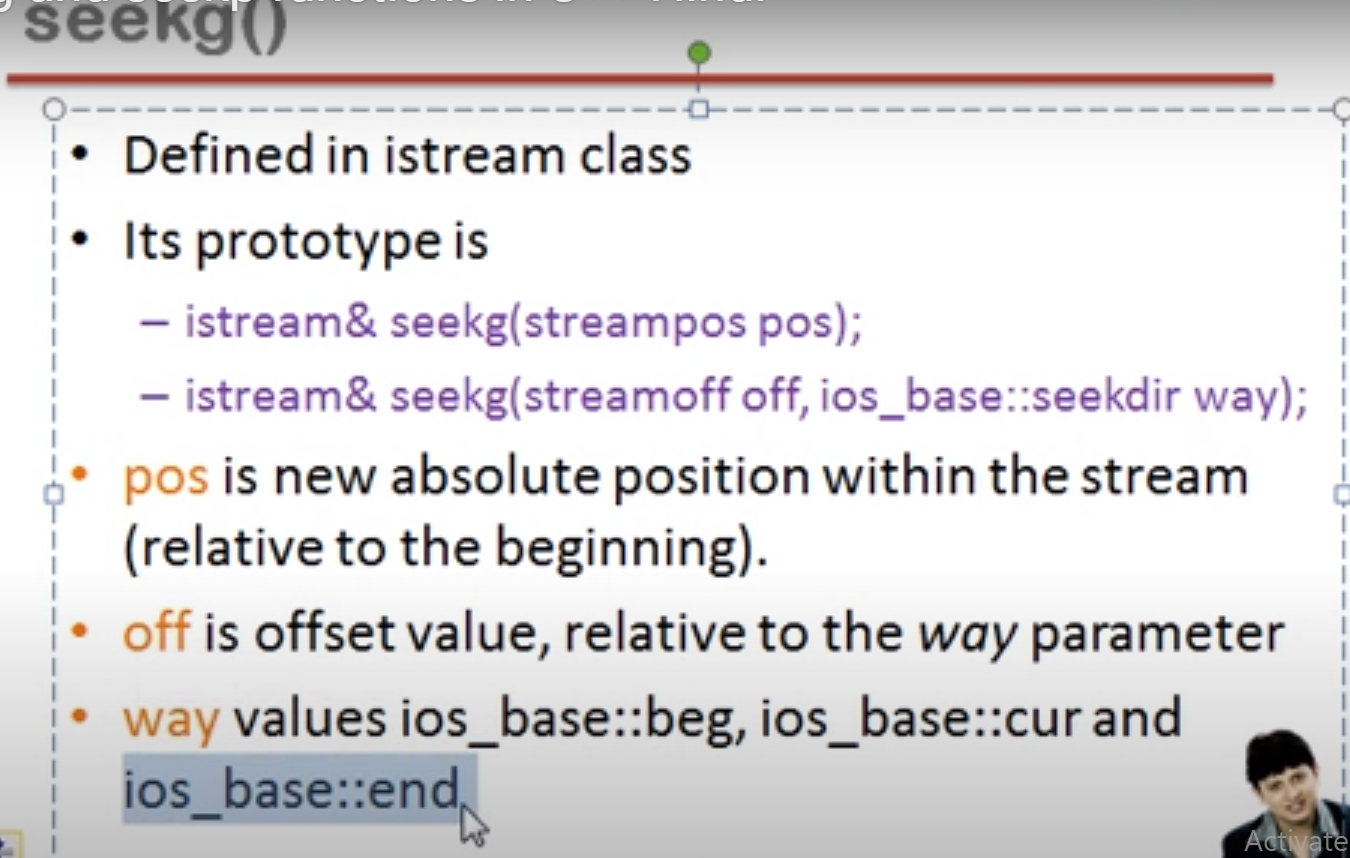 seekg()
• Defined in istream class
• Its prototype is
– istream& seekg(streampos pos);
– istream& seekg(streamoff off, ios_base::seekdir way);
• pos is new absolute position within the stream
(relative to the beginning).
• off is offset value, relative to the way parameter
• way values ios_base::beg, ios_base::cur and
ios_base::end
Activate